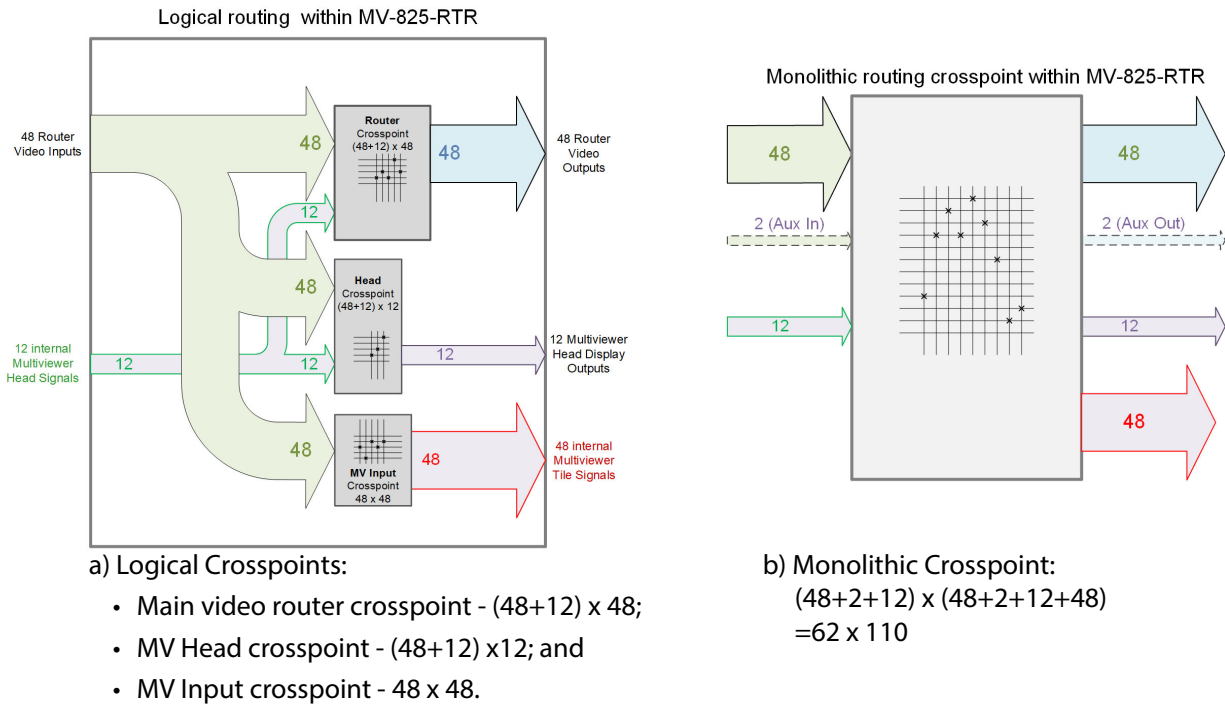 Logical routing within MV-825-RTR
48 Router
Video Inputs
48
Router
Crosspoint
(48+12) x 48
48
48 Router
Video
Outputs
12
48
Head
Crosspoint
(48+12) x 12
12 internal
Multiviewer
Head Signals
12
12
12
12 Multiviewer
Head Display
Outputs
48
MV Input
Crosspoint
48 x 48
48
48 internal
Multiviewer
Tile Signals
a) Logical Crosspoints:
• Main video router crosspoint - (48+12) x 48;
• MV Head crosspoint - (48+12) x12; and
• MV Input crosspoint - 48 x 48.
Monolithic routing crosspoint within MV-825-RTR
48
48
2 (Aux In)
2 (Aux Out)
12
12
48
b) Monolithic Crosspoint:
(48+2+12) x (48+2+12+48)
=62 x 110